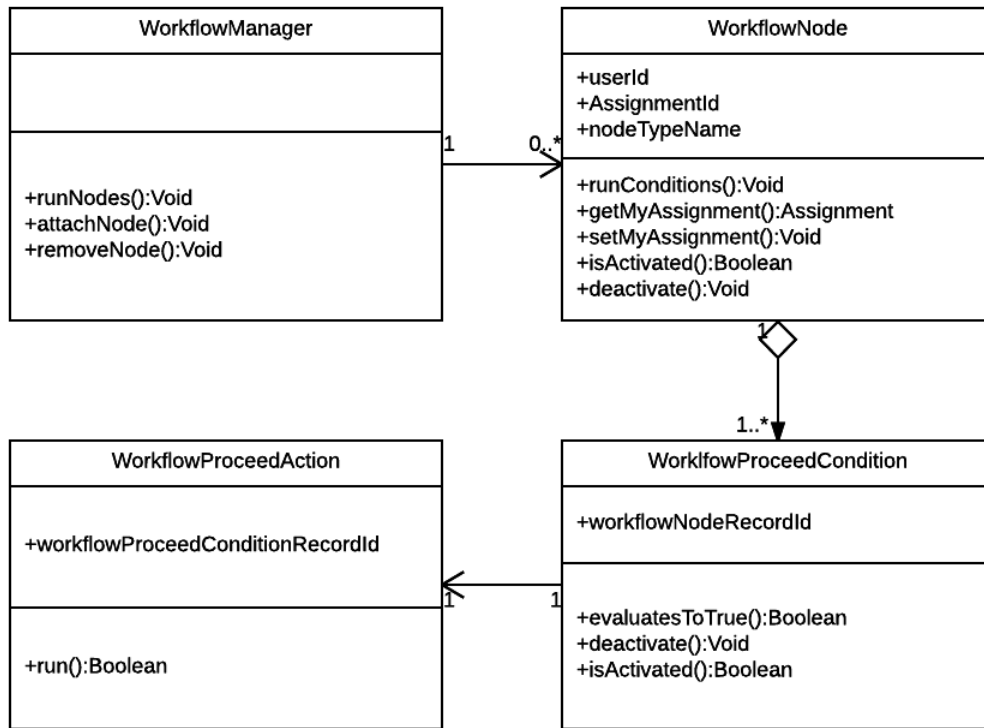 WorkflowManager
+runNodes():Void
+attachNode():Void
+removeNode():Void
1
0..*
WorkflowNode
+userId
+AssignmentId
+nodeTypeName
+runConditions():Void
+getMyAssignment():Assignment
+setMyAssignment():Void
+isActivated():Boolean
+deactivate():Void
1
1..*
WorkflowProceedAction
+workflowProceedConditionRecordId
+run():Boolean
1
1
WorklfowProceedCondition
+workflowNodeRecordId
+evaluatesToTrue():Boolean
+deactivate():Void
+isActivated():Boolean